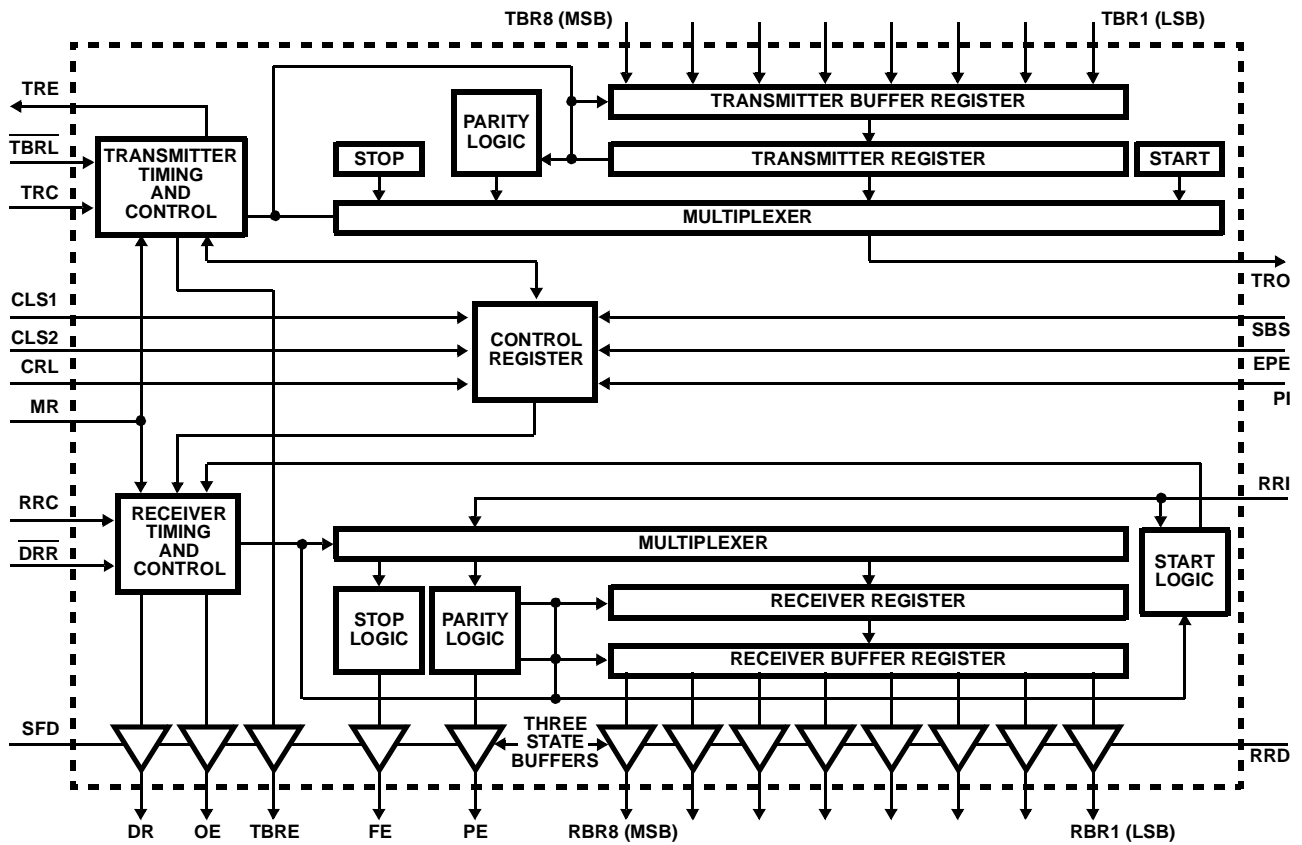 TBR8 (MSB)
TBR1 (LSB)
TRE
TBRL
TRC
TRANSMITTER
TIMING
AND
CONTROL
STOP
PARITY
LOGIC
TRANSMITTER BUFFER REGISTER
TRANSMITTER REGISTER
START
MULTIPLEXER
TRO
CLS1
CLS2
CRL
MR
CONTROL
REGISTER
SBS
EPE
PI
RRC
DRR
RECEIVER
TIMING
AND
CONTROL
RRI
MULTIPLEXER
START
LOGIC
STOP
LOGIC
PARITY
LOGIC
RECEIVER REGISTER
RECEIVER BUFFER REGISTER
SFD
THREE
STATE
BUFFERS
RRD
DR
OE
TBRE
FE
PE
RBR8 (MSB)
RBR1 (LSB)